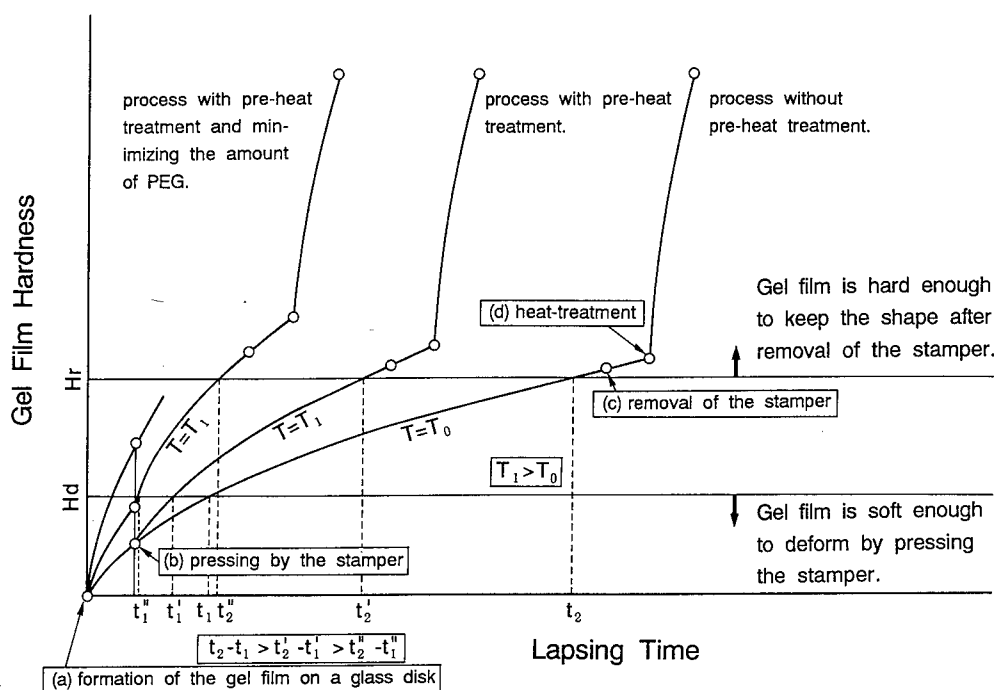 process with pre-heat
treatment and min-
imizing the amount
of PEG.
process with pre-heat
treatment.
process without
pre-heat treatment.
Gel Film Hardness
Hr
Hd
(d) heat-treatment
Gel film is hard enough
to keep the shape after
removal of the stamper.
(c) removal of the stamper
T=T₁
T=T₁
T=T₀
T₁>T₀
Gel film is soft enough
to deform by pressing
the stamper.
(b) pressing by the stamper
t₁" t₁' t₁ t₂" t₂' t₂
t₂-t₁ > t₂'-t₁' > t₂"-t₁"
Lapsing Time
(a) formation of the gel film on a glass disk